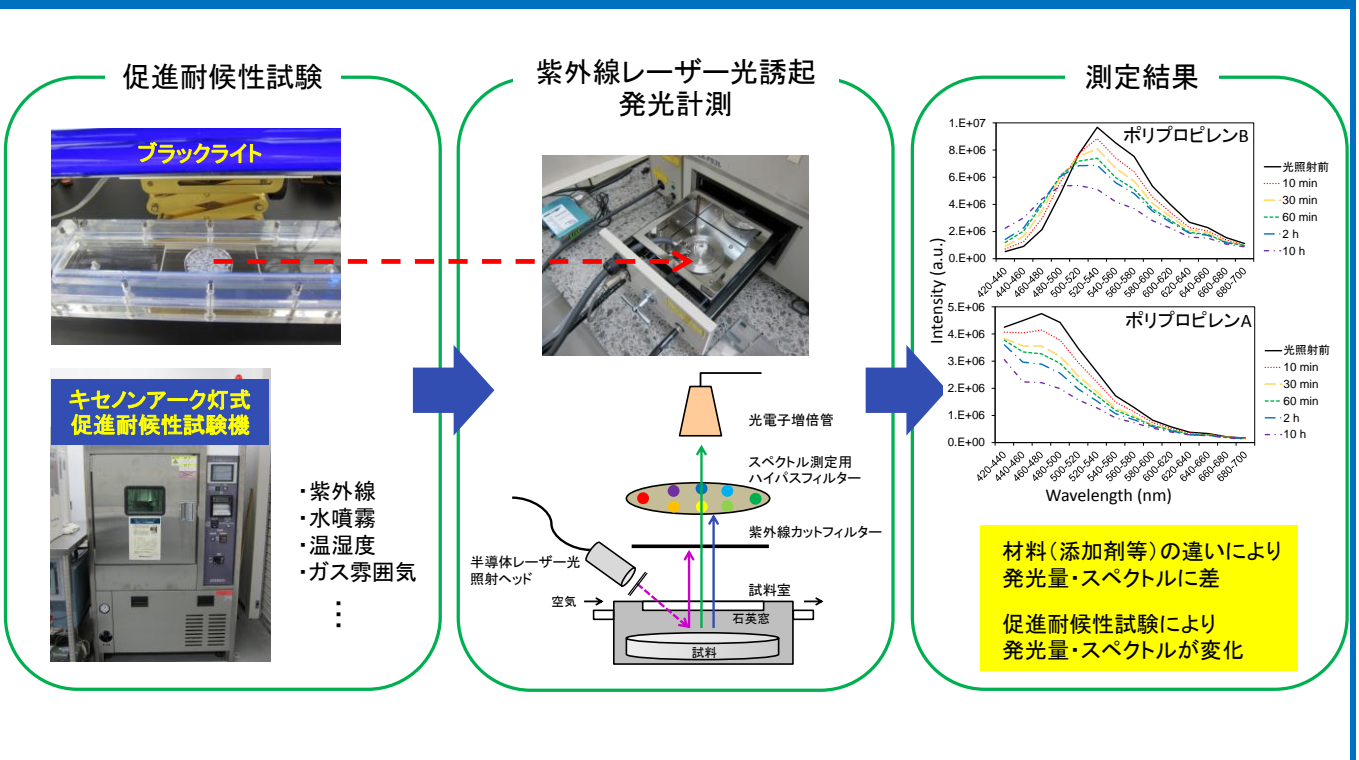 促進耐候性試験
ブラックライト
キセノンアーク灯式
促進耐候性試験機
・紫外線
・水噴霧
・温湿度
・ガス雰囲気
⋮
紫外線レーザー光誘起
発光計測
光電子増倍管
スペクトル測定用
ハイパスフィルター
紫外線カットフィルター
半導体レーザー光
照射ヘッド
試料室
空気
石英窓
試料
測定結果
Intensity (a.u.)
ポリプロピレンB
1.E+07
8.E+06
6.E+06
4.E+06
2.E+06
0.E+00
420-440
440-460
460-480
480-500
500-520
520-540
540-560
560-580
580-600
600-620
620-640
640-660
660-680
680-700
光照射前
10 min
30 min
60 min
2 h
10 h
ポリプロピレンA
5.E+06
4.E+06
3.E+06
2.E+06
1.E+06
0.E+00
420-440
440-460
460-480
480-500
500-520
520-540
540-560
560-580
580-600
600-620
620-640
640-660
660-680
680-700
光照射前
10 min
30 min
60 min
2 h
10 h
Wavelength (nm)
材料（添加剤等）の違いにより
発光量・スペクトルに差
促進耐候性試験により
発光量・スペクトルが変化